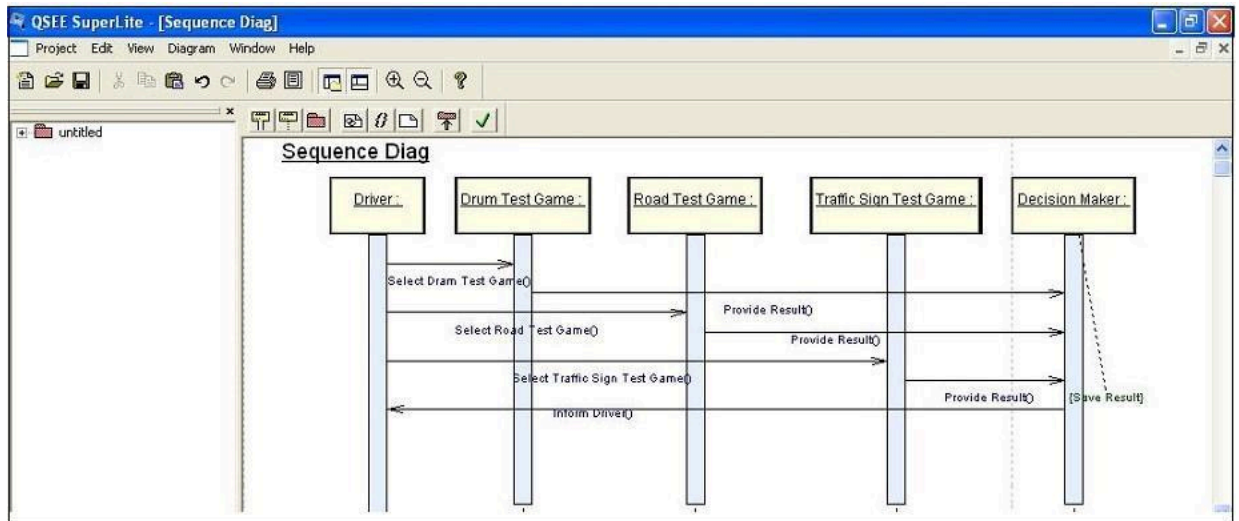 QSEE SuperLite - [Sequence Diag]
Project Edit View Diagram Window Help
untitled
Sequence Diag
Driver :
Drum Test Game :
Road Test Game :
Traffic Sign Test Game :
Decision Maker :
Select Dram Test Game()
Provide Result()
Select Road Test Game()
Provide Result()
Select Traffic Sign Test Game()
Provide Result()
{Save Result}
Inform Driver()